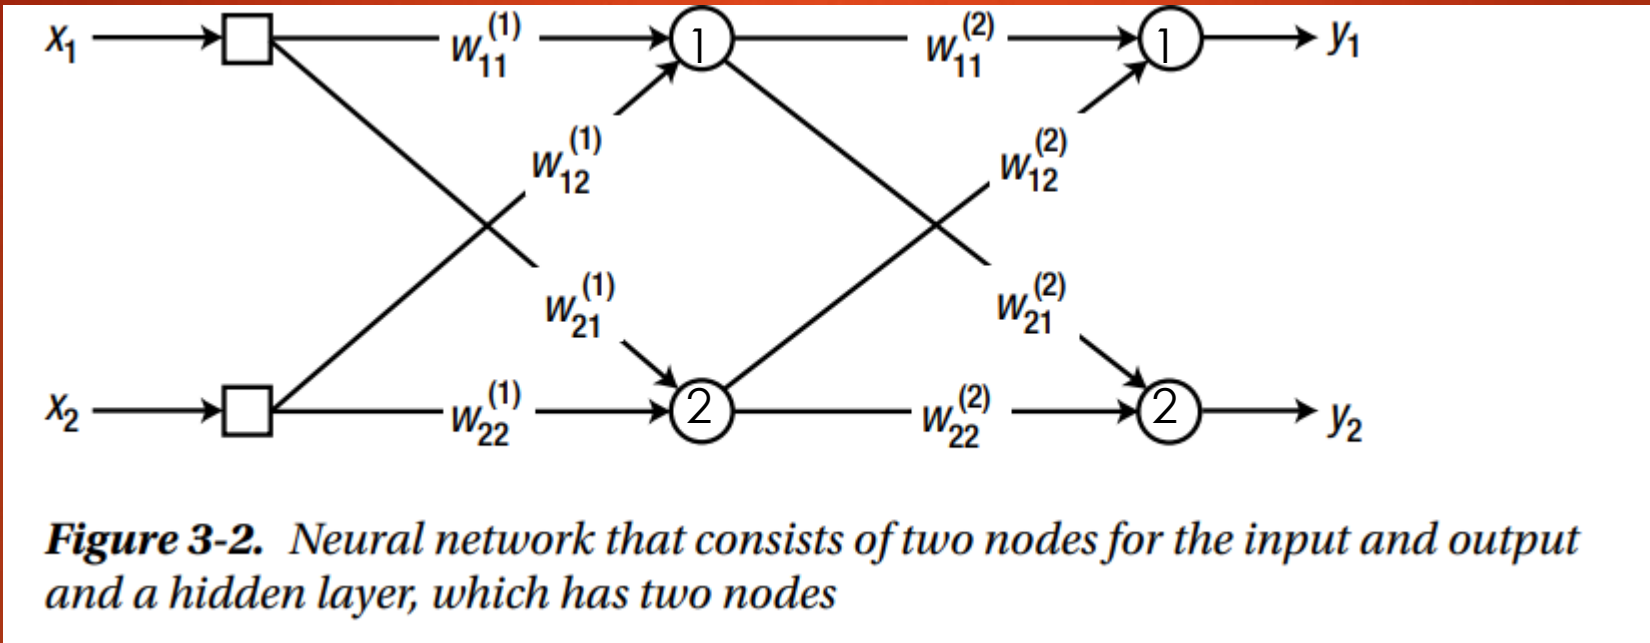 x₁ w₁₁⁽¹⁾ 1 w₁₁⁽²⁾ 1 y₁
w₁₂⁽¹⁾ w₁₂⁽²⁾
w₂₁⁽¹⁾ w₂₁⁽²⁾
x₂ w₂₂⁽¹⁾ 2 w₂₂⁽²⁾ 2 y₂
Figure 3-2. Neural network that consists of two nodes for the input and output
and a hidden layer, which has two nodes